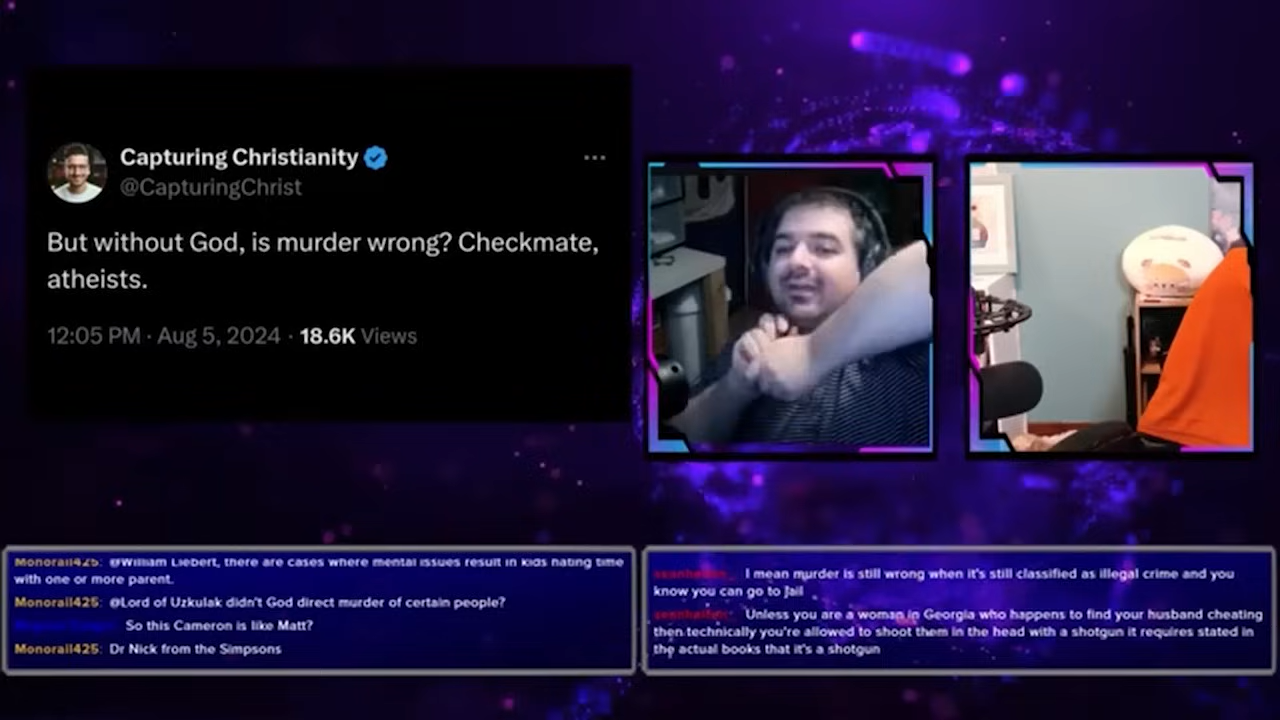 Capturing Christianity
@CapturingChrist
But without God, is murder wrong? Checkmate,
atheists.
12:05 PM · Aug 5, 2024 · 18.6K Views
Monorail425: @William Liebert, there are cases where mental issues result in kids hating time
with one or more parent.
Monorail425: @Lord of Uzkulak didn't God direct murder of certain people?
So this Cameron is like Matt?
Monorail425: Dr Nick from the Simpsons
I mean murder is still wrong when it's still classified as illegal crime and you
know you can go to jail
Unless you are a woman in Georgia who happens to find your husband cheating
then technically you're allowed to shoot them in the head with a shotgun it requires stated in
the actual books that it's a shotgun